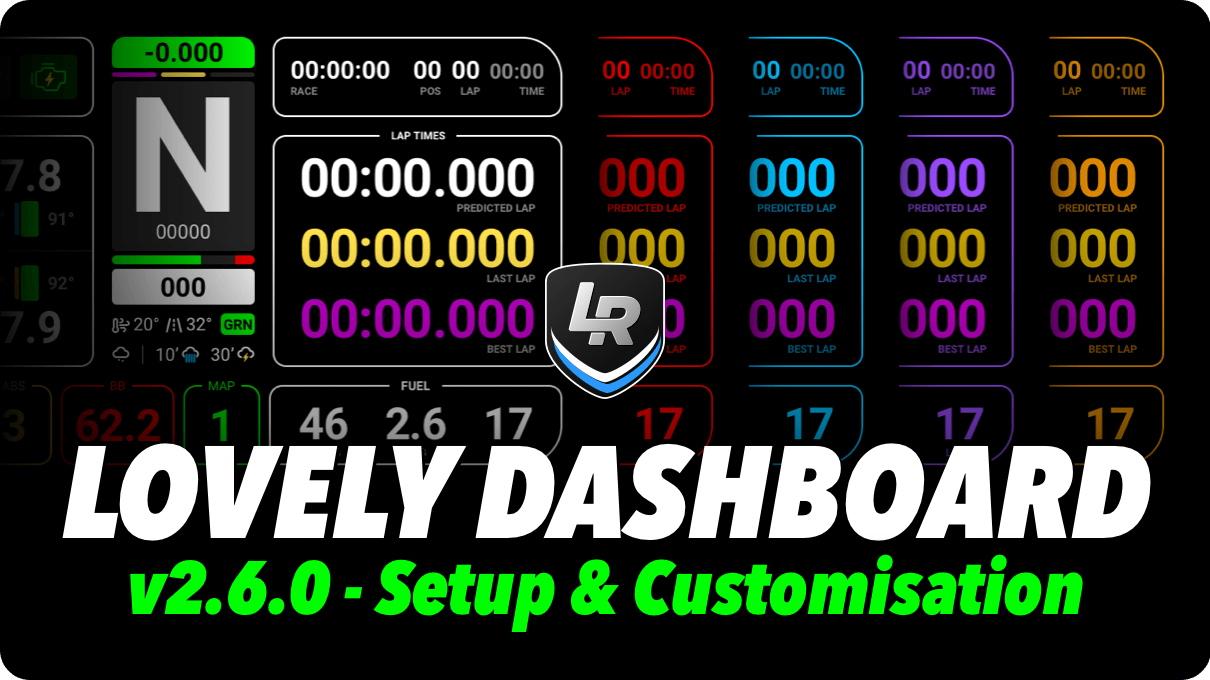 -0.000
00:00:00 00 00 00:00 00 00:00 00 00:00 00 00:00 00 00:00
RACE POS LAP TIME LAP TIME LAP TIME LAP TIME LAP TIME
N
LAP TIMES
7.8 00:00.000 000 000 000 000
PREDICTED LAP PREDICTED LAP PREDICTED LAP PREDICTED LAP PREDICTED LAP
91° 00000
00:00.000 000 000 000 000
LAST LAP LAP LAST LAP LAST LAP LAST LAP
92° 000
7.9 20° 32° GRN 00:00.000 0 000 000 000
BEST LAP LAP BEST LAP BEST LAP BEST LAP
10’ 30’
ABS BB MAP FUEL
3 62.2 1 46 2.6 17 17 17 17 17
LR
LOVELY DASHBOARD
v2.6.0 - Setup & Customisation